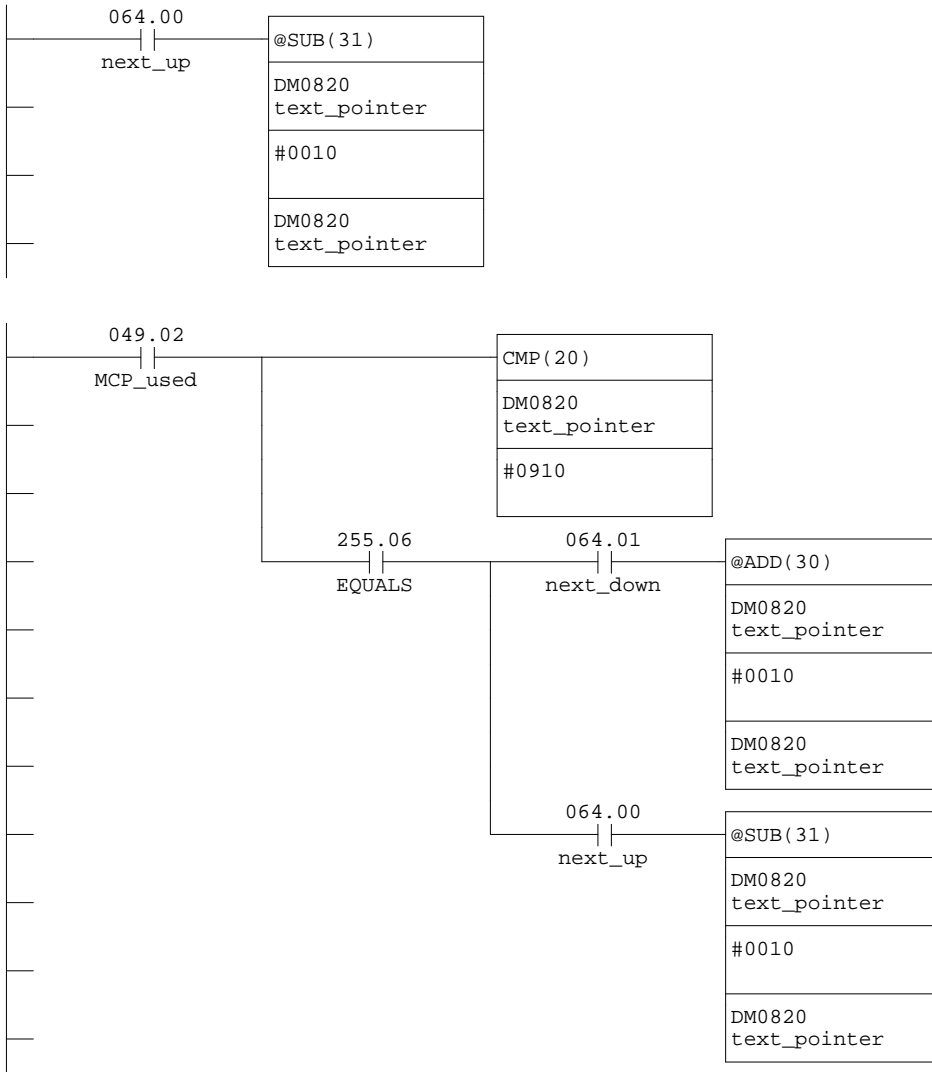 064.00
next_up
@SUB(31)
DM0820
text_pointer
#0010
DM0820
text_pointer
049.02
MCP_used
CMP(20)
DM0820
text_pointer
#0910
255.06
EQUALS
064.01
next_down
@ADD(30)
DM0820
text_pointer
#0010
DM0820
text_pointer
064.00
next_up
@SUB(31)
DM0820
text_pointer
#0010
DM0820
text_pointer